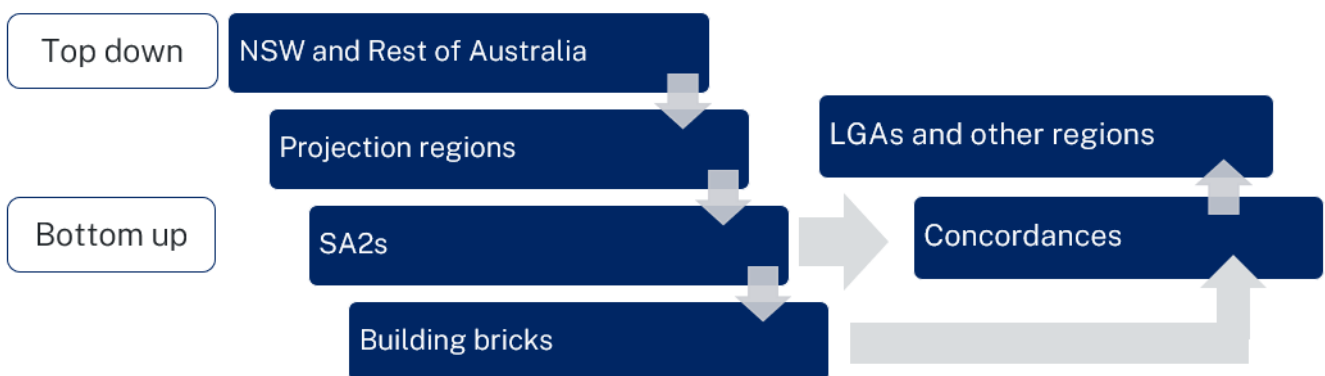 Top down
NSW and Rest of Australia
Projection regions
LGAs and other regions
Bottom up
SA2s
Concordances
Building bricks